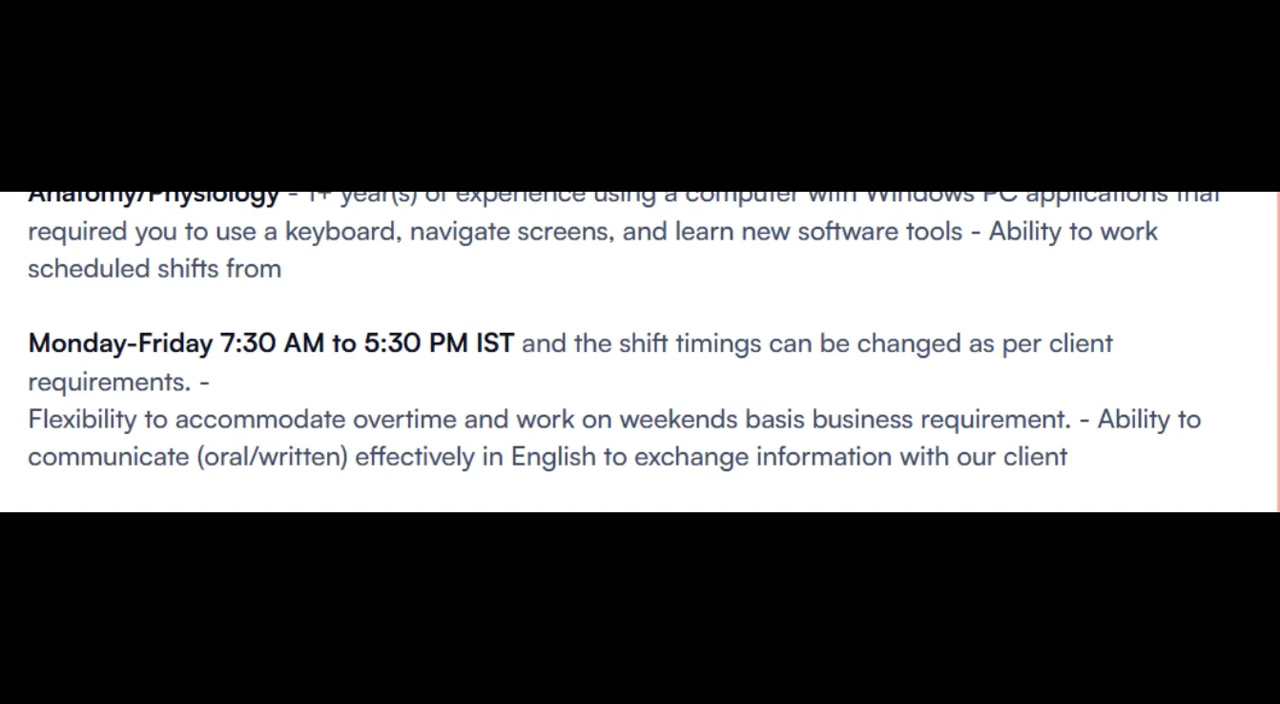 Anatomy/Physiology - 1+ year(s) of experience using a computer with Windows PC applications that
required you to use a keyboard, navigate screens, and learn new software tools - Ability to work
scheduled shifts from
Monday-Friday 7:30 AM to 5:30 PM IST and the shift timings can be changed as per client
requirements. -
Flexibility to accommodate overtime and work on weekends basis business requirement. - Ability to
communicate (oral/written) effectively in English to exchange information with our client